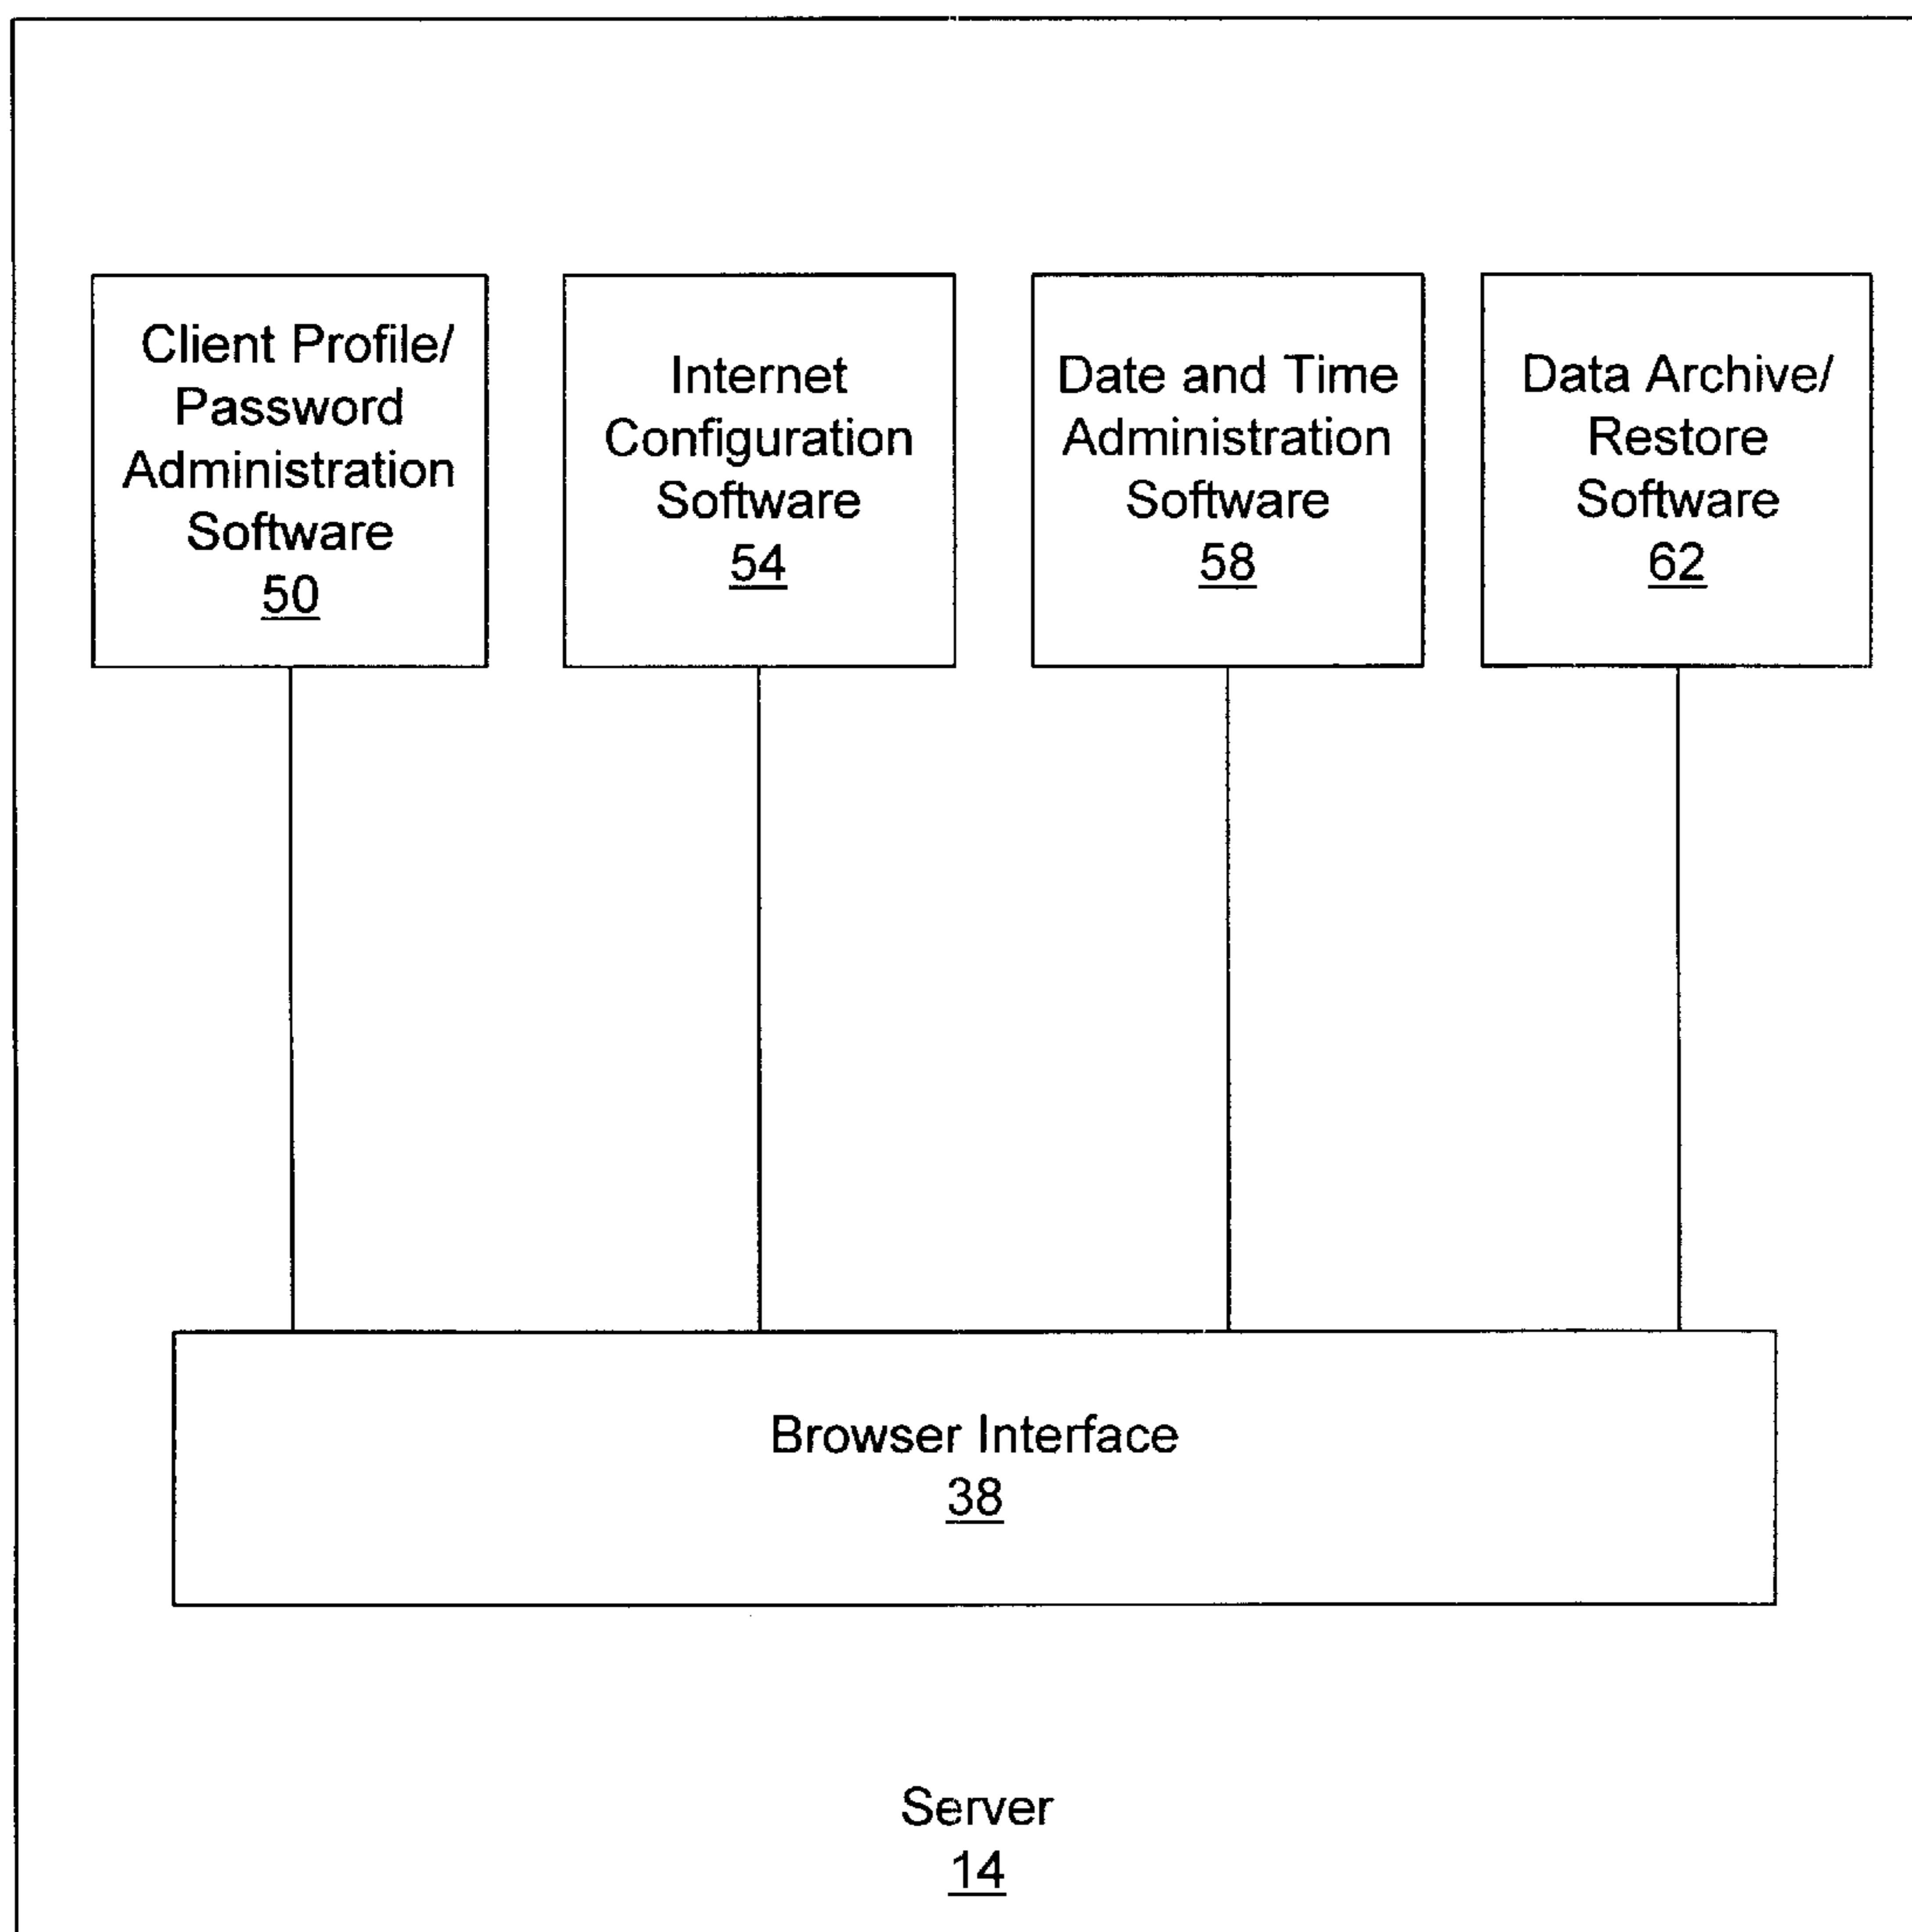 Client Profile/
Password
Administration
Software
50
Internet
Configuration
Software
54
Date and Time
Administration
Software
58
Data Archive/
Restore
Software
62
Browser Interface
38
Server
14